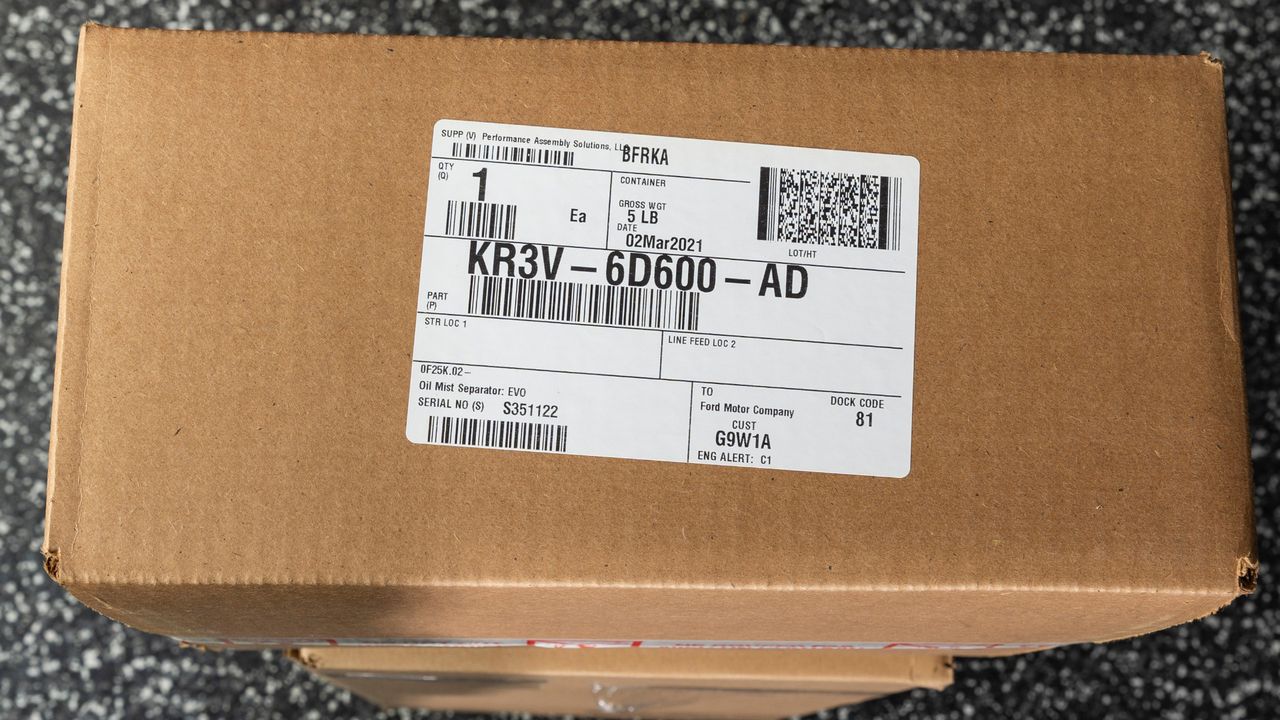 SUPP (V) Performance Assembly Solutions, LLC
BFRKA
QTY
(Q)
1
Ea
CONTAINER
GROSS WGT
5 LB
DATE
02Mar2021
LOT/HT
KR3V – 6D600 – AD
PART
(P)
STR LOC 1
LINE FEED LOC 2
0F25K.02–
Oil Mist Separator: EVO
SERIAL NO (S) S351122
TO
Ford Motor Company
DOCK CODE
81
CUST
G9W1A
ENG ALERT: C1